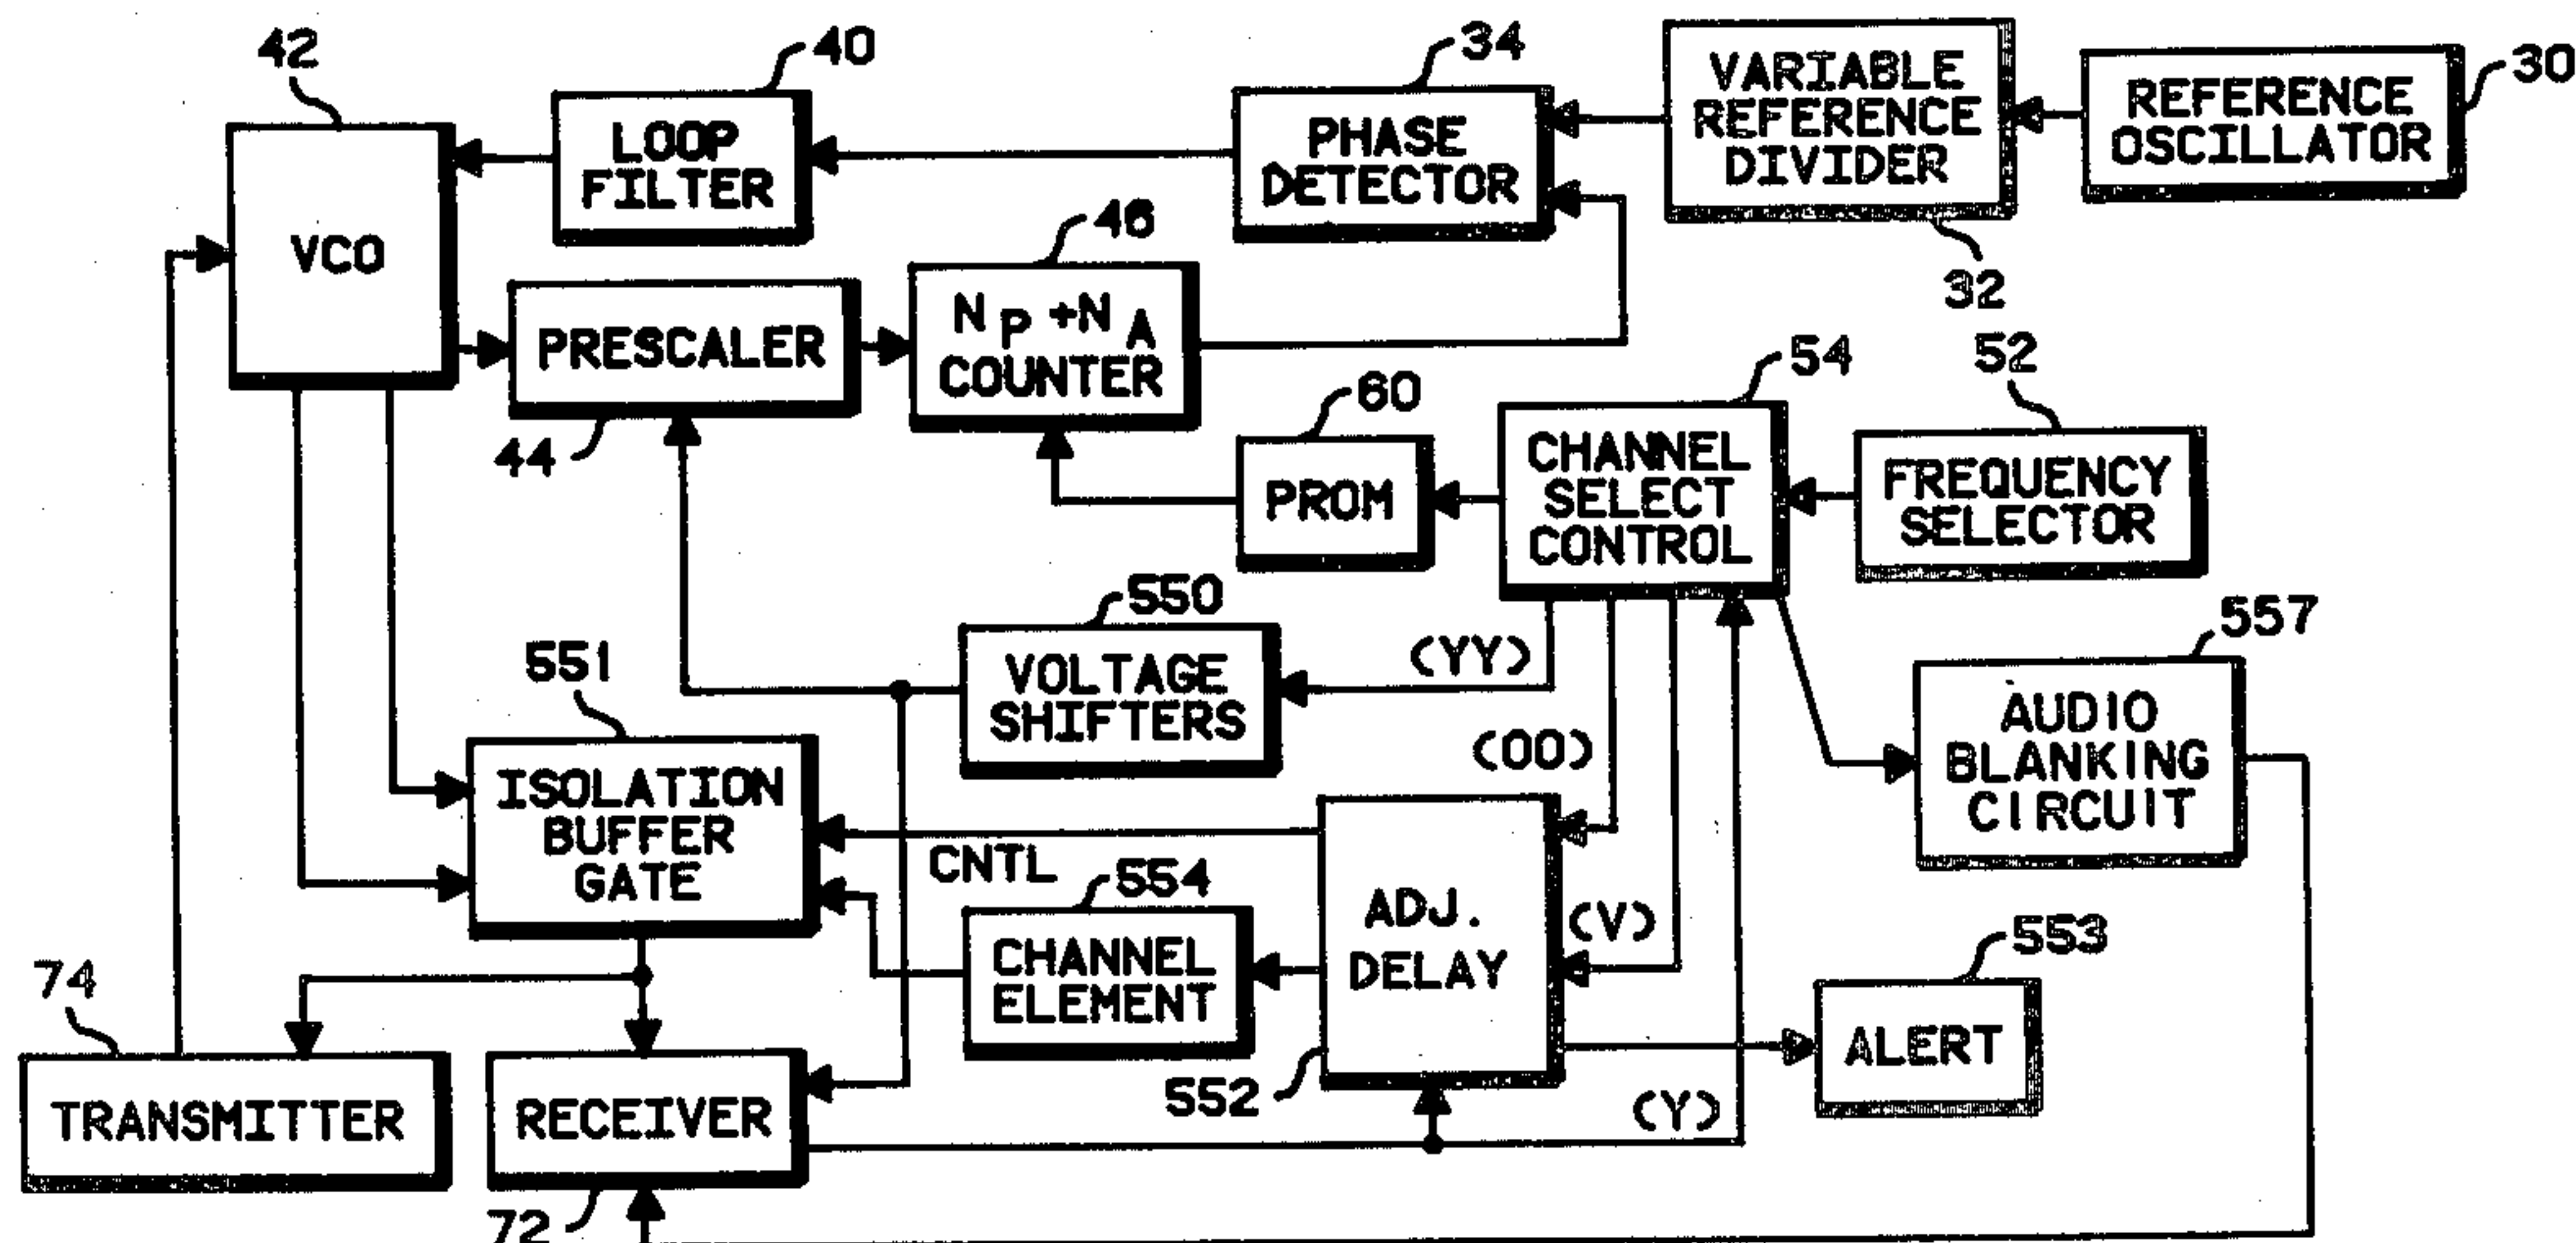 42
40
34
VARIABLE
REFERENCE
DIVIDER
32
REFERENCE
OSCILLATOR
30
LOOP
FILTER
PHASE
DETECTOR
VCO
46
PRESCALER
44
N P +N A
COUNTER
60
PROM
54
CHANNEL
SELECT
CONTROL
52
FREQUENCY
SELECTOR
550
VOLTAGE
SHIFTERS
(YY)
(OO)
(V)
(Y)
557
AUDIO
BLANKING
CIRCUIT
551
ISOLATION
BUFFER
GATE
CNTL
554
CHANNEL
ELEMENT
ADJ.
DELAY
552
553
ALERT
74
TRANSMITTER
RECEIVER
72